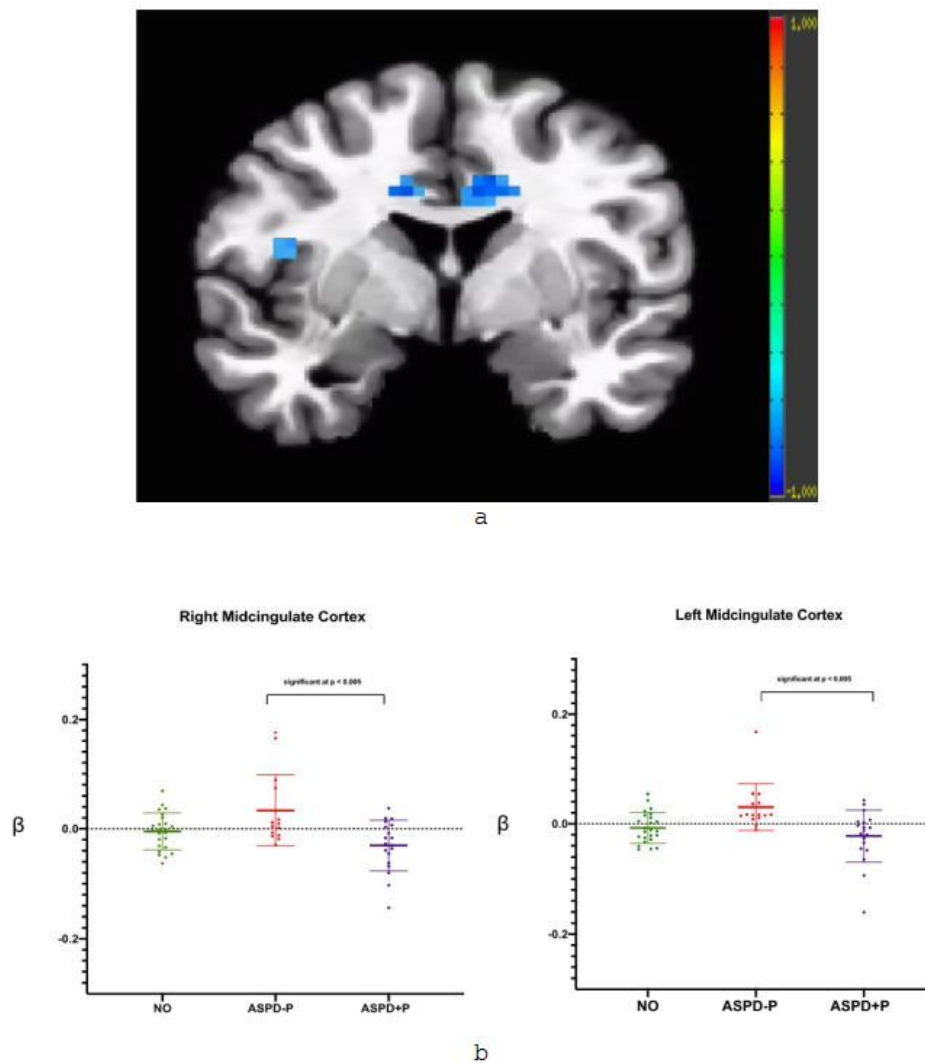 1,000
-1,000
a
Right Midcingulate Cortex
significant at p < 0.005
0.2
β
0.0
-0.2
NO ASPD-P ASPD+P
Left Midcingulate Cortex
significant at p < 0.005
0.2
β
0.0
-0.2
NO ASPD-P ASPD+P
b